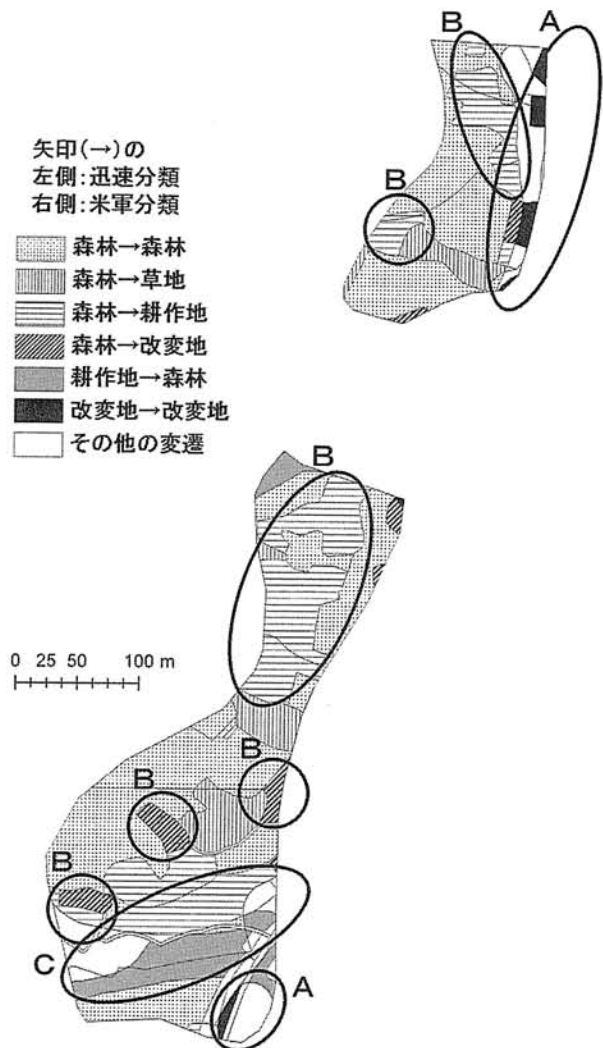 B
A
矢印(→)の
左側:迅速分類
右側:米軍分類
B
森林→森林
森林→草地
森林→耕作地
森林→改変地
耕作地→森林
改変地→改変地
その他の変遷
B
0 25 50 100 m
B
B
B
C
A